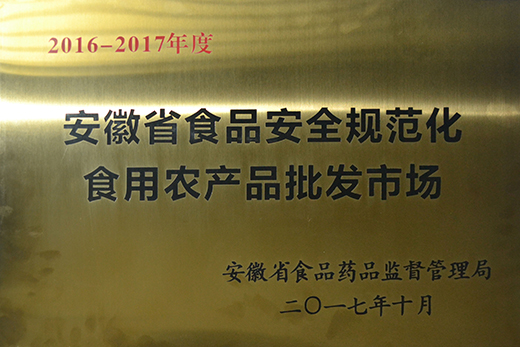 2016-2017年度
安徽省食品安全规范化
食用农产品批发市场
安徽省食品药品监督管理局
二〇一七年十月